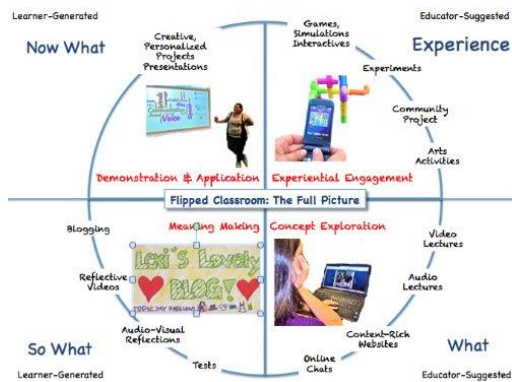 Learner-Generated
Educator-Suggested
Now What
Experience
Creative,
Personalized
Projects
Presentations
Games,
Simulations
Interactives
Experiments
Community
Project
Arts
Activities
Demonstration & Application
Experiential Engagement
Flipped Classroom: The Full Picture
Meaning Making
Concept Exploration
Blogging
Reflective
Videos
Audio-Visual
Reflections
Tests
Lexi's Lovely
BLOG!
Video
Lectures
Audio
Lectures
Content-Rich
Websites
Online
Chats
So What
What
Learner-Generated
Educator-Suggested